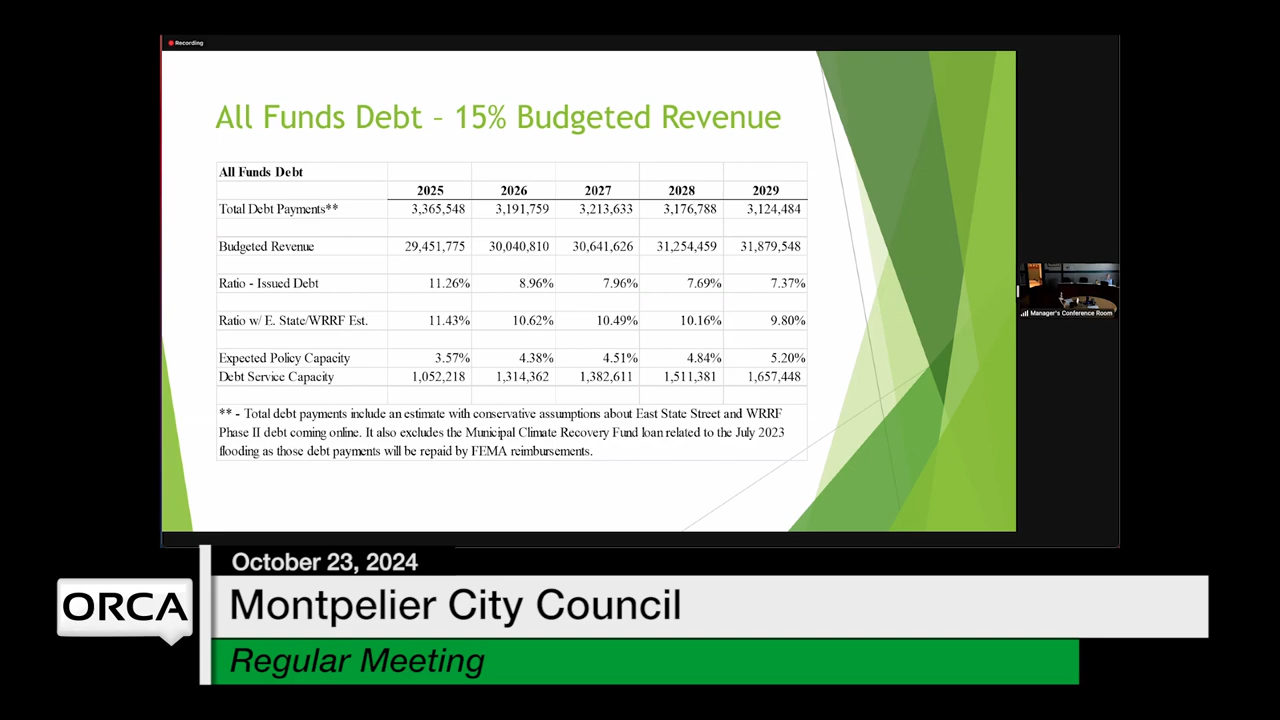 Recording
All Funds Debt – 15% Budgeted Revenue
All Funds Debt
2025 2026 2027 2028 2029
Total Debt Payments** 3,365,548 3,191,759 3,213,633 3,176,788 3,124,484
Budgeted Revenue 29,451,775 30,040,810 30,641,626 31,254,459 31,879,548
Ratio - Issued Debt 11.26% 8.96% 7.96% 7.69% 7.37%
Ratio w/ E. State/WRRF Est. 11.43% 10.62% 10.49% 10.16% 9.80%
Expected Policy Capacity 3.57% 4.38% 4.51% 4.84% 5.20%
Debt Service Capacity 1,052,218 1,314,362 1,382,611 1,511,381 1,657,448
** - Total debt payments include an estimate with conservative assumptions about East State Street and WRRF
Phase II debt coming online. It also excludes the Municipal Climate Recovery Fund loan related to the July 2023
flooding as those debt payments will be repaid by FEMA reimbursements.
Manager's Conference Room
October 23, 2024
ORCA
Montpelier City Council
Regular Meeting